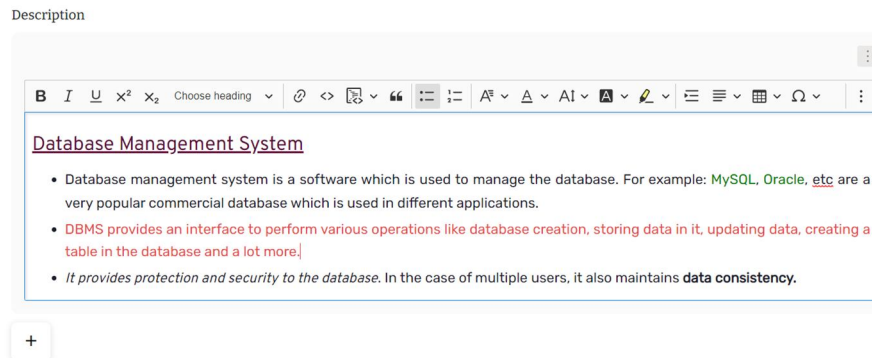 Description
B I U X² X₂ Choose heading
Database Management System
Database management system is a software which is used to manage the database. For example: MySQL, Oracle, etc are a
very popular commercial database which is used in different applications.
DBMS provides an interface to perform various operations like database creation, storing data in it, updating data, creating a
table in the database and a lot more.
It provides protection and security to the database. In the case of multiple users, it also maintains data consistency.
+